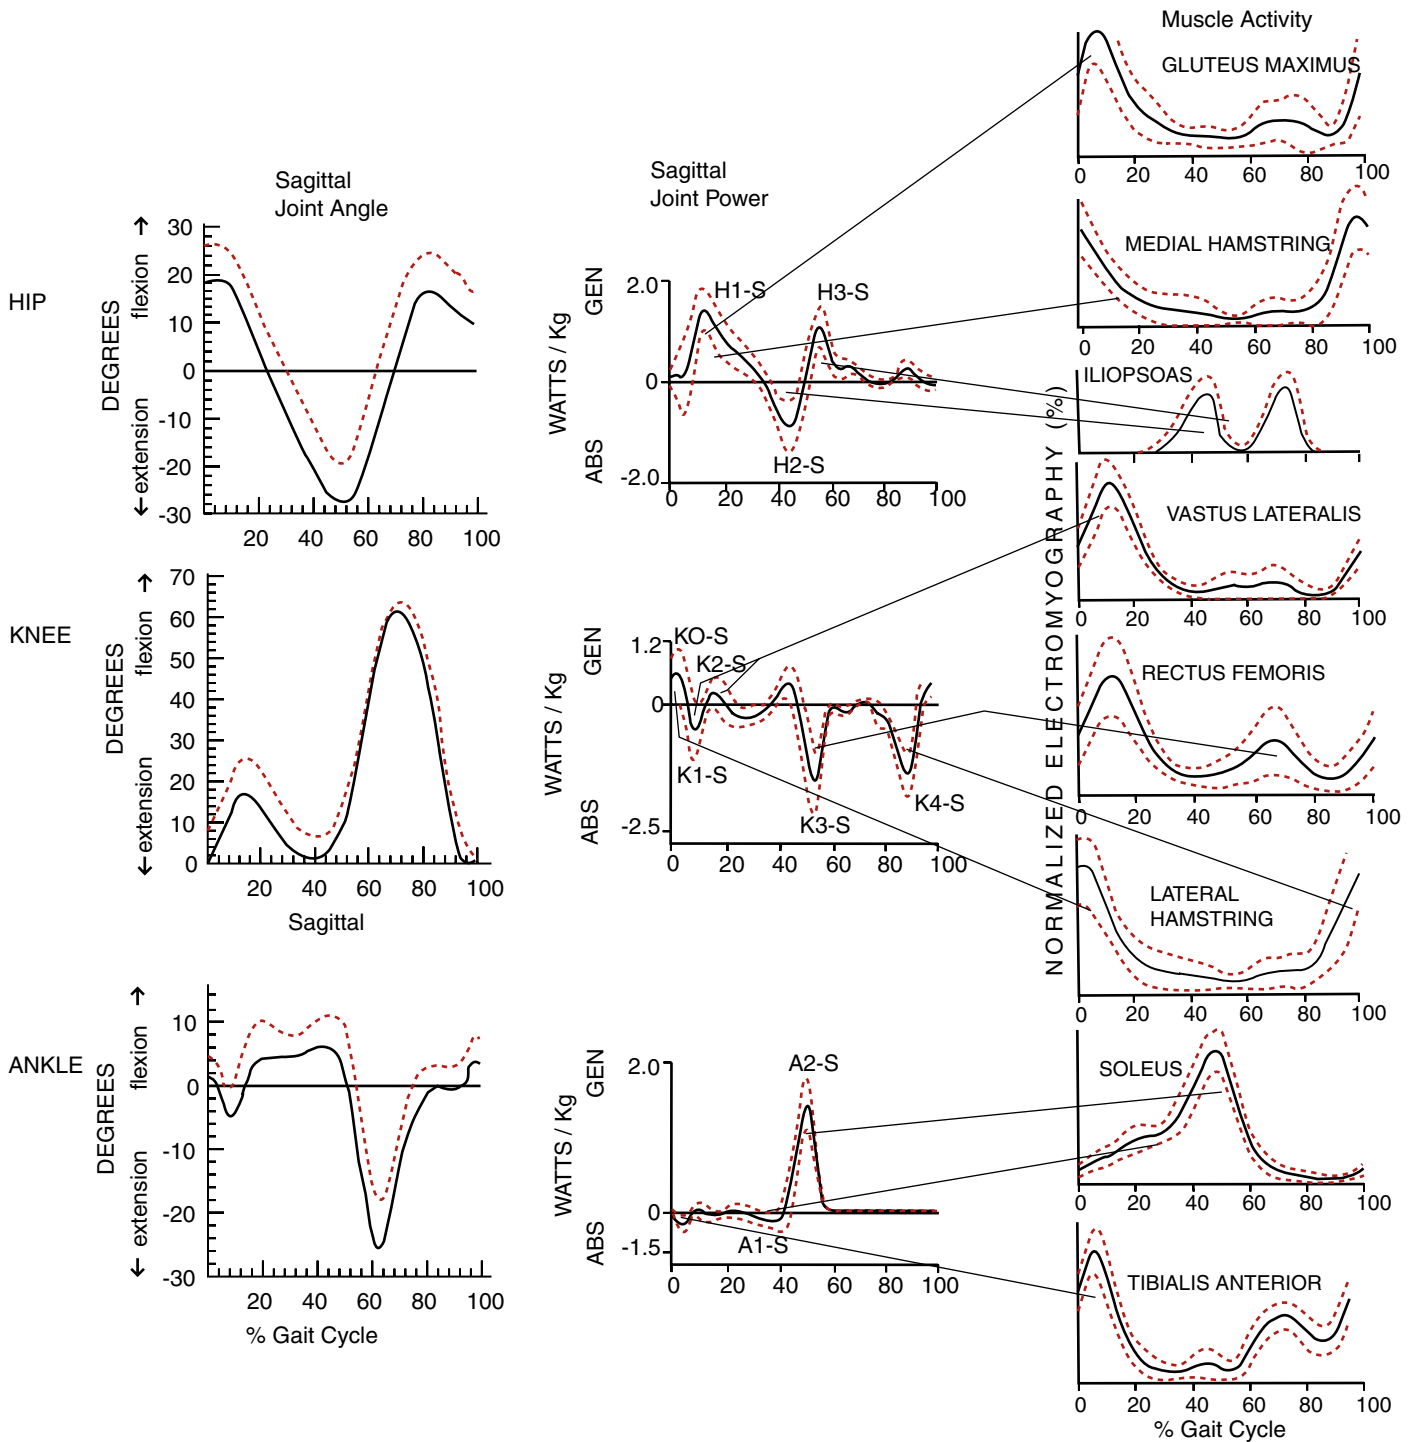 Muscle Activity
GLUTEUS MAXIMUS
0 20 40 60 80 100
MEDIAL HAMSTRING
0 20 40 60 80 100
ILIOPSOAS
VASTUS LATERALIS
0 20 40 60 80 100
RECTUS FEMORIS
0 20 40 60 80 100
LATERAL
HAMSTRING
0 20 40 60 80 100
SOLEUS
0 20 40 60 80 100
TIBIALIS ANTERIOR
0 20 40 60 80 100
% Gait Cycle
NORMALIZED ELECTROMYOGRAPHY (%)
Sagittal
Joint Angle
HIP
DEGREES
←extension flexion →
30
20
10
0
-10
-20
-30
20 40 60 80 100
KNEE
DEGREES
←extension flexion →
70
60
50
40
30
20
10
0
20 40 60 80 100
Sagittal
ANKLE
DEGREES
← extension flexion →
10
0
-10
-20
-30
20 40 60 80 100
% Gait Cycle
Sagittal
Joint Power
WATTS / Kg
ABS GEN
2.0
0
-2.0
H1-S
H3-S
H2-S
0 20 40 60 80 100
WATTS / Kg
ABS GEN
1.2
0
-2.5
KO-S
K2-S
K1-S
K3-S
K4-S
0 20 40 60 80 100
WATTS / Kg
ABS GEN
2.0
0
-1.5
A2-S
A1-S
0 20 40 60 80 100